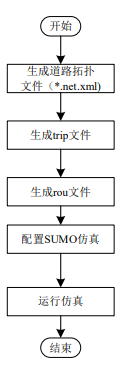 开始
生成道路拓扑
文件（*.net.xml)
生成trip文件
生成rou文件
配置SUMO仿真
运行仿真
结束